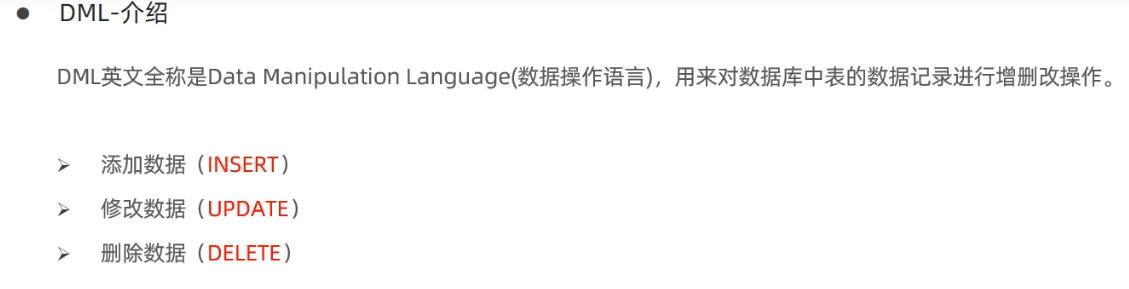 ● DML-介绍
DML英文全称是Data Manipulation Language(数据操作语言)，用来对数据库中表的数据记录进行增删改操作。
➢ 添加数据（INSERT）
➢ 修改数据（UPDATE）
➢ 删除数据（DELETE）